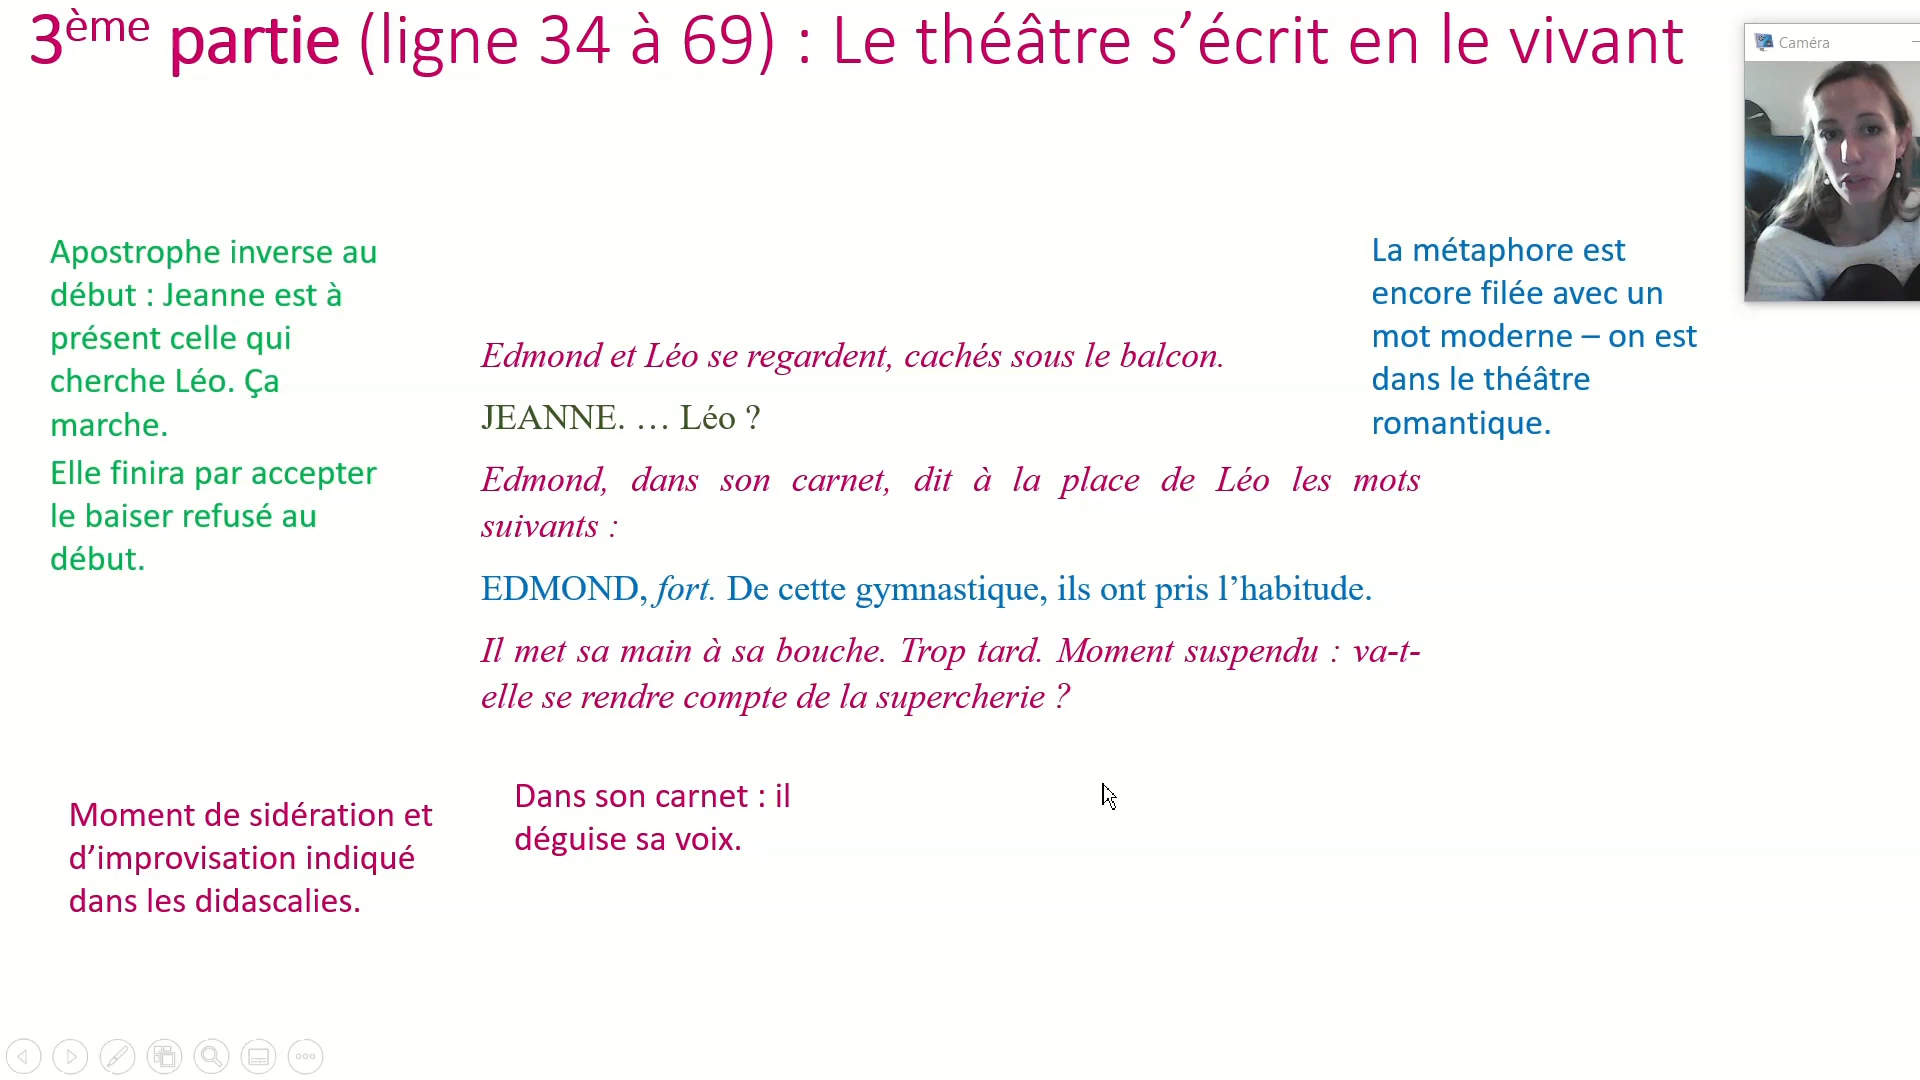 3ème partie (ligne 34 à 69) : Le théâtre s’écrit en le vivant
Caméra
Apostrophe inverse au
début : Jeanne est à
présent celle qui
cherche Léo. Ça
marche.
Elle finira par accepter
le baiser refusé au
début.
Edmond et Léo se regardent, cachés sous le balcon.
JEANNE. … Léo ?
Edmond, dans son carnet, dit à la place de Léo les mots
suivants :
EDMOND, fort. De cette gymnastique, ils ont pris l’habitude.
Il met sa main à sa bouche. Trop tard. Moment suspendu : va-t-
elle se rendre compte de la supercherie ?
La métaphore est
encore filée avec un
mot moderne – on est
dans le théâtre
romantique.
Moment de sidération et
d’improvisation indiqué
dans les didascalies.
Dans son carnet : il
déguise sa voix.